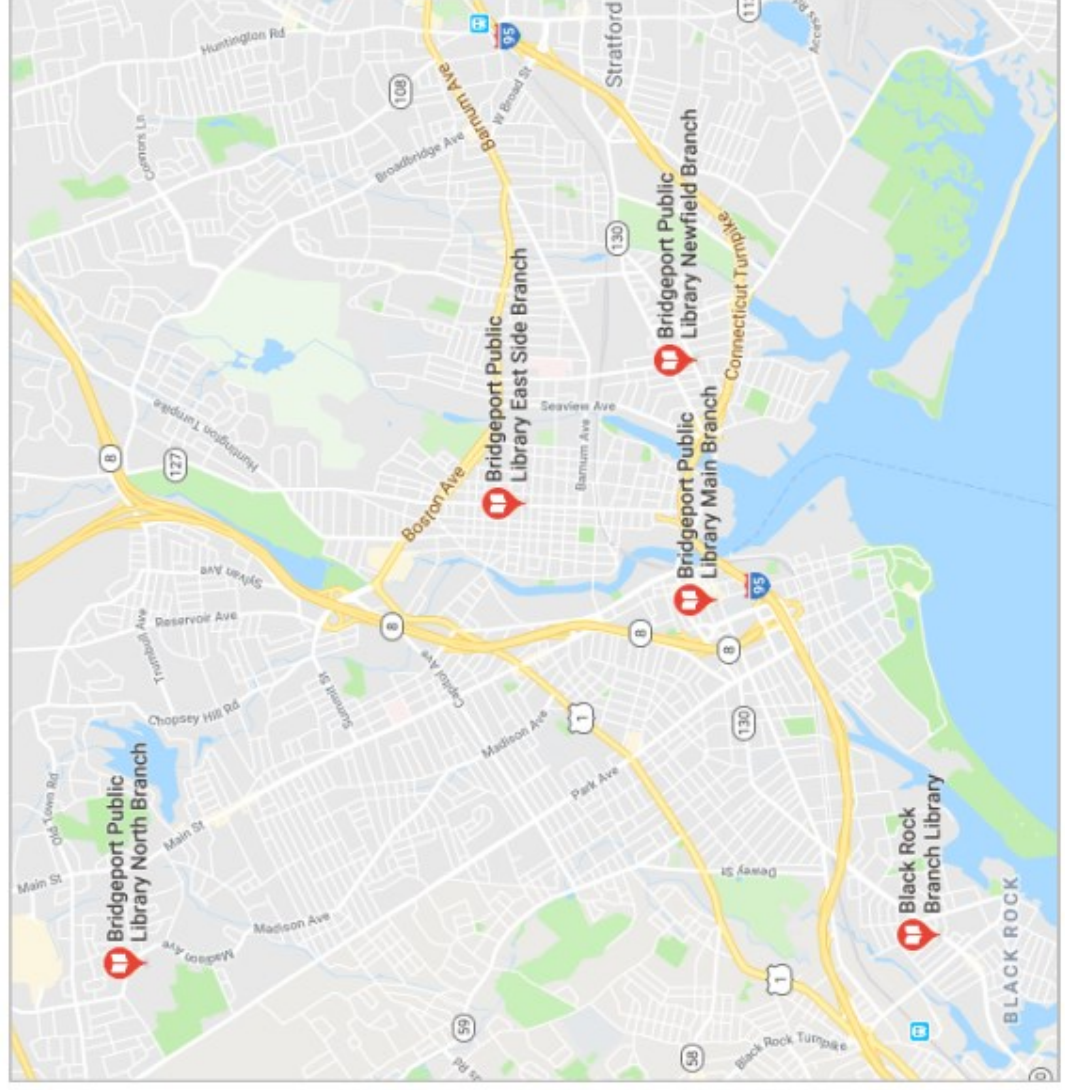 Huntington Rd
Connors Ln
108
Barnum Ave
W Broad St
Broadbridge Ave
95
Stratford
Access Rd
130
Bridgeport Public
Library Newfield Branch
Connecticut Turnpike
Bridgeport Public
Library East Side Branch
Seaview Ave
Barnum Ave
Huntington Turnpike
8
127
Boston Ave
Bridgeport Public
Library Main Branch
95
Sylvan Ave
Reservoir Ave
Trumbull Ave
8
8
8
Summit St
Capitol Ave
Chopsey Hill Rd
Madison Ave
1
130
Park Ave
Old Town Rd
Bridgeport Public
Library North Branch
Main St
Main St
Madison Ave
Madison Ave
Dewey St
Black Rock
Branch Library
BLACK ROCK
1
59
58
Black Rock Turnpike